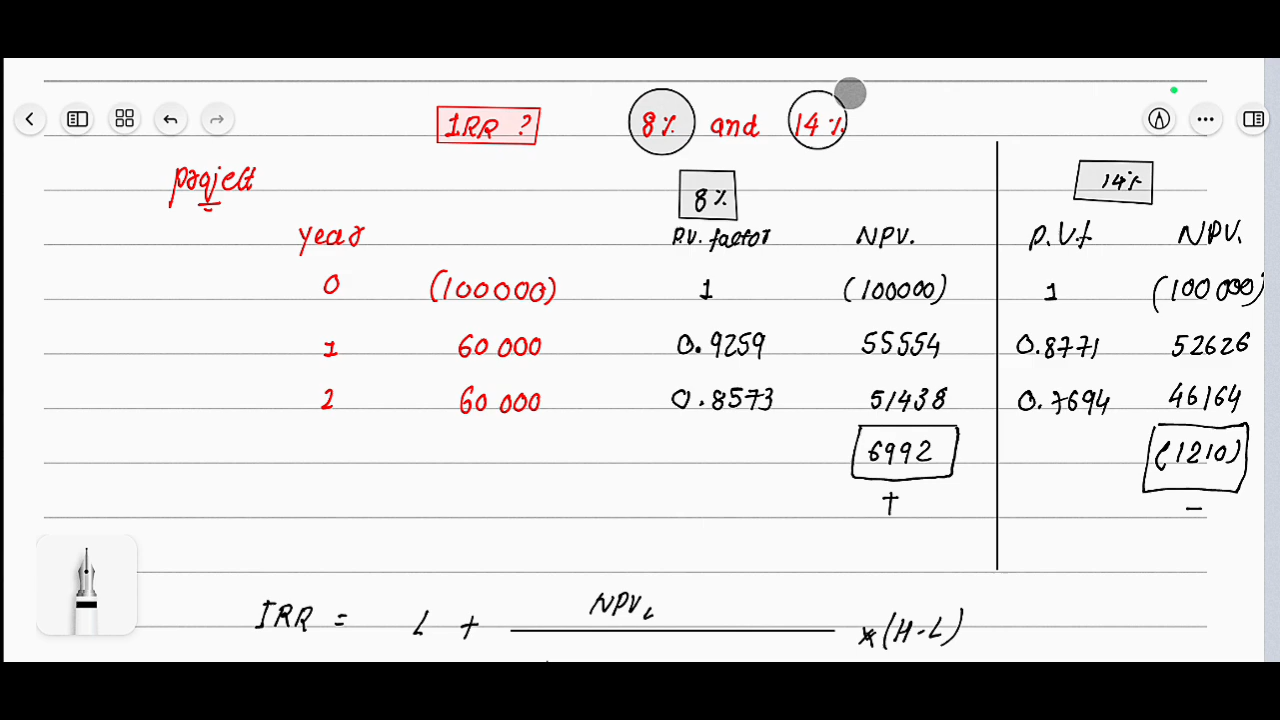 IRR ? 8% and 14%
project
8% 14%
year P.V. factor NPV. P.V.f NPV.
0 (100000) 1 (100000) 1 (100000)
1 60 000 0.9259 55554 0.8771 52626
2 60 000 0.8573 51438 0.7694 46164
6992 (1210)
+ -
IRR = L + NPVL *(H-L)